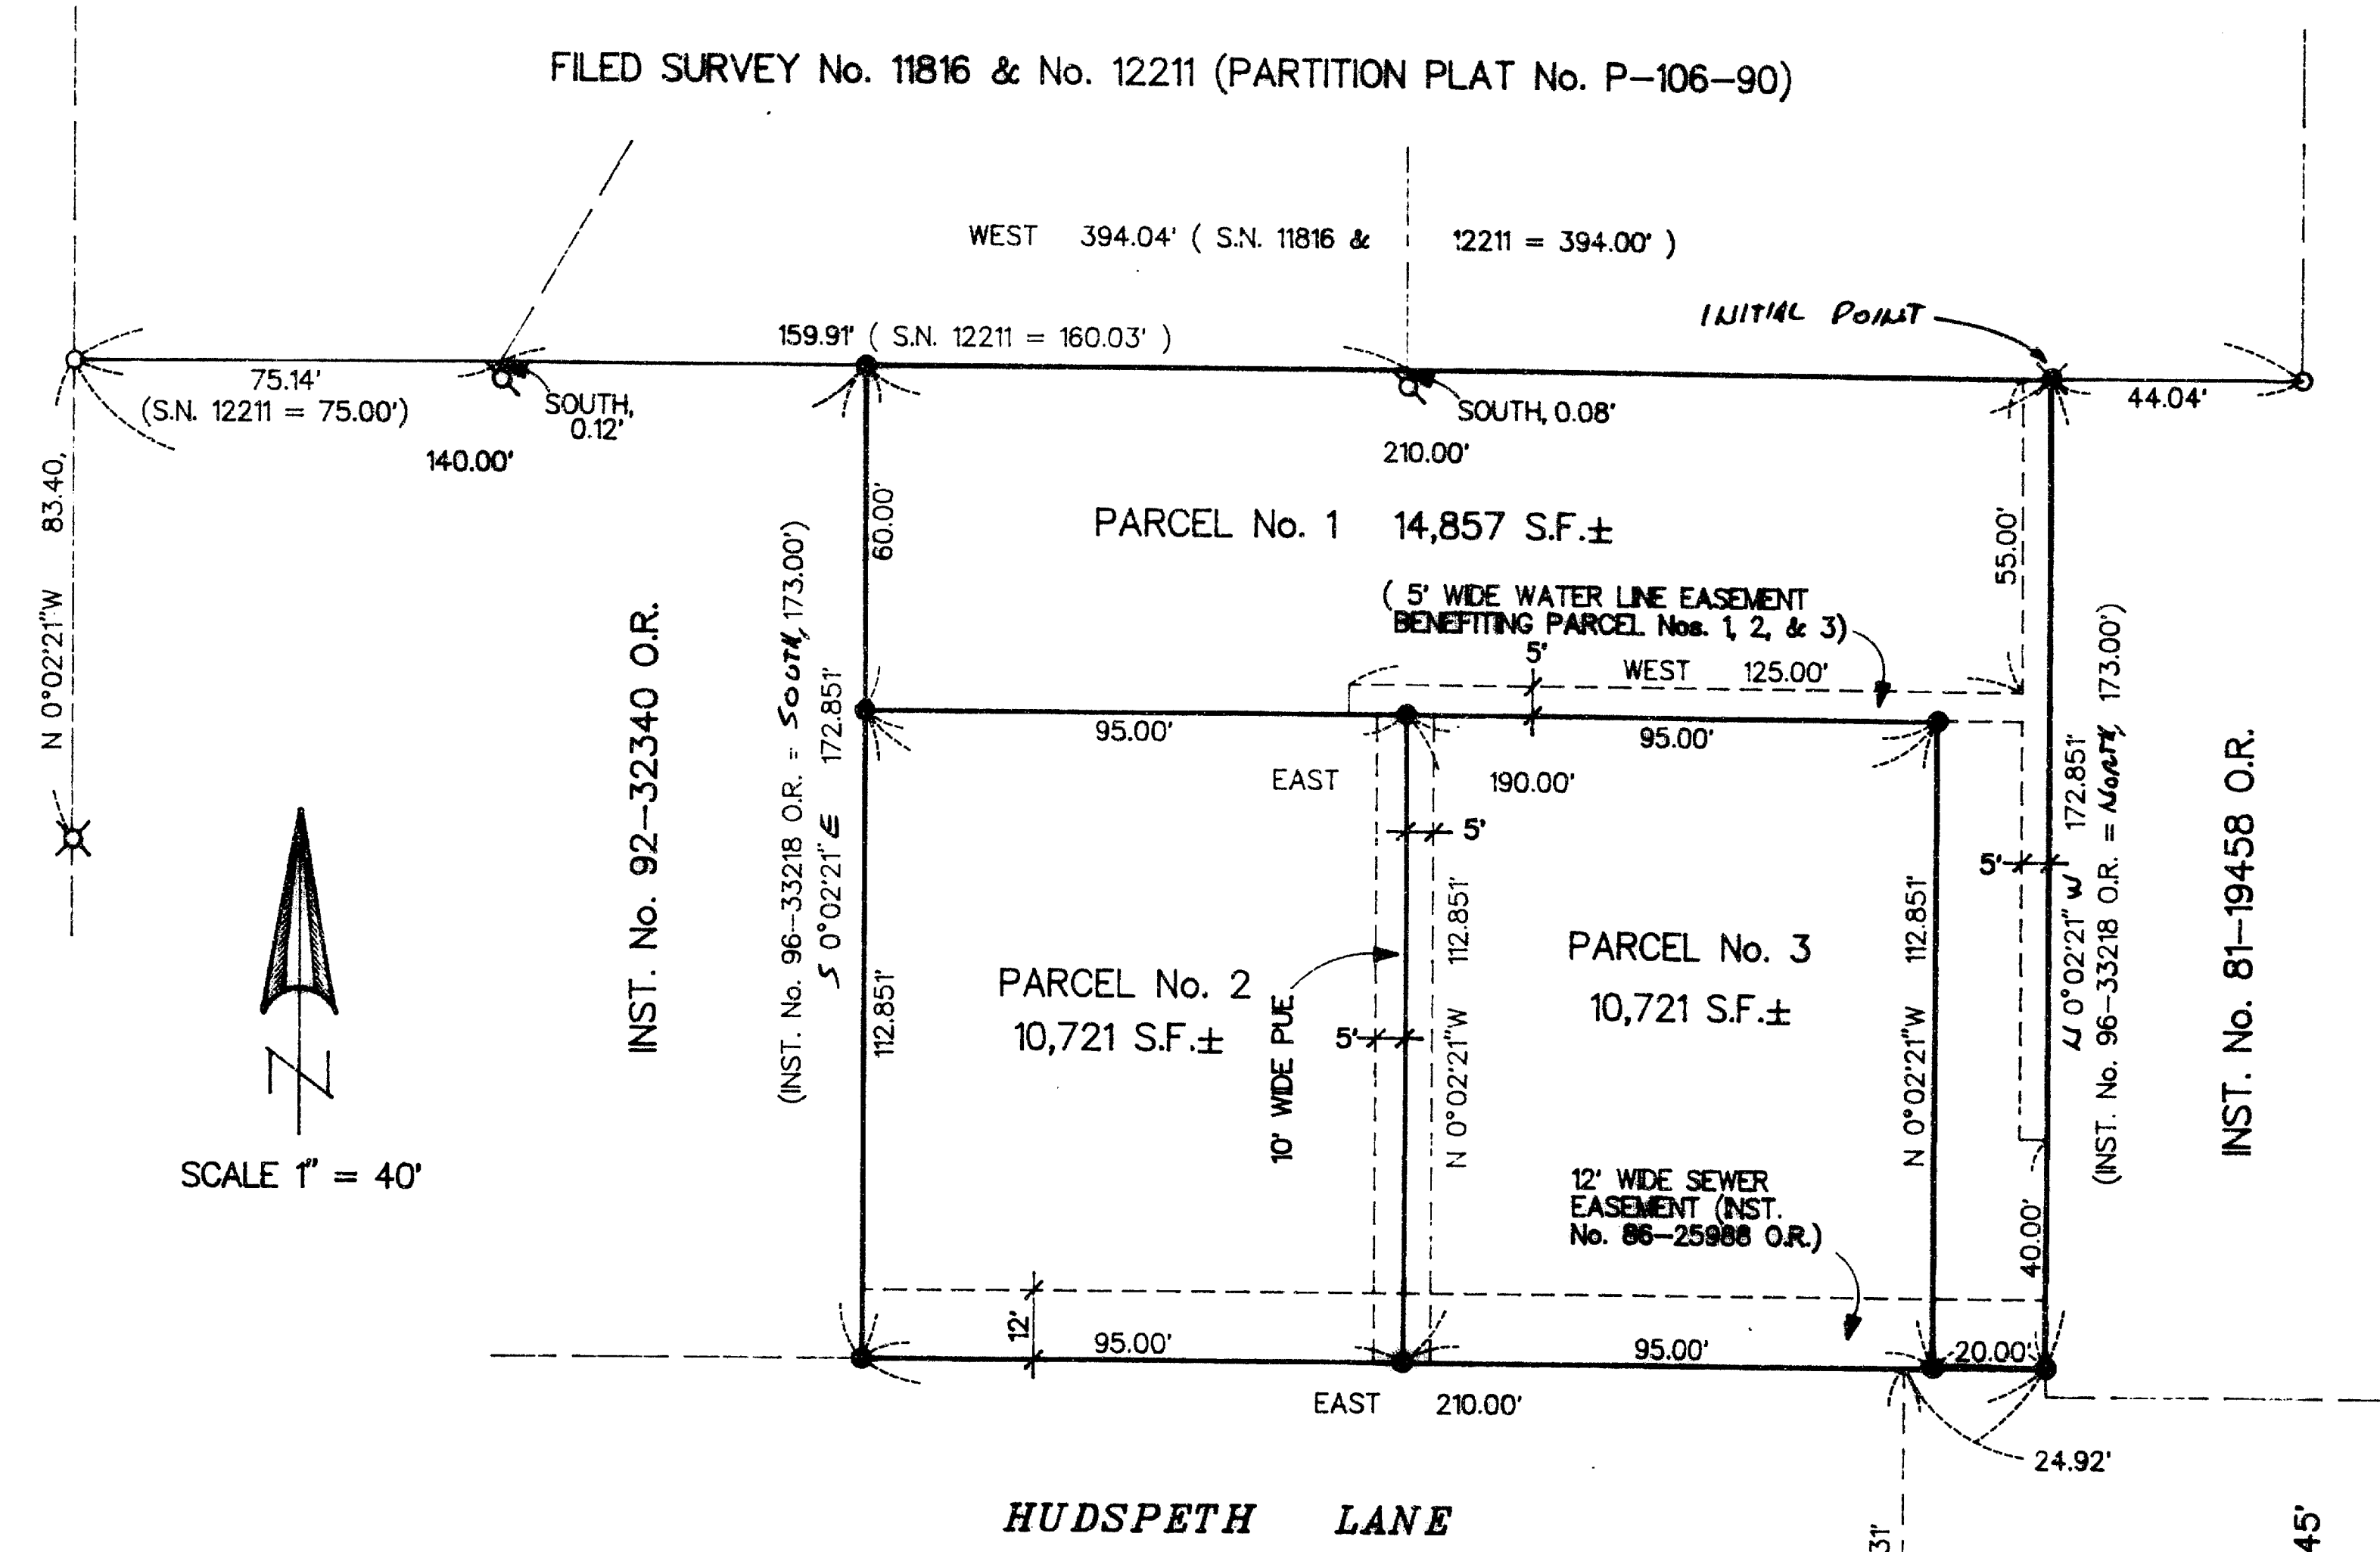 FILED SURVEY No. 11816 & No. 12211 (PARTITION PLAT No. P-106-90)
WEST 394.04' ( S.N. 11816 & 12211 = 394.00' )
INITIAL POINT
159.91' ( S.N. 12211 = 160.03' )
75.14'
(S.N. 12211 = 75.00')
SOUTH,
0.12'
SOUTH, 0.08'
44.04'
140.00'
210.00'
N 0°02'21"W 83.40,
60.00'
PARCEL No. 1 14,857 S.F.±
55.00'
( 5' WIDE WATER LINE EASEMENT
BENEFITING PARCEL Nos. 1, 2, & 3)
5'
WEST 125.00'
INST. No. 92-32340 O.R.
(INST. No. 96-33218 O.R. = SOUTH, 173.00')
S 0°02'21" E 172.851'
95.00'
95.00'
EAST 190.00'
5'
5'
N 0°02'21" W 172.851'
(INST. No. 96-33218 O.R. = NORTH, 173.00')
INST. No. 81-19458 O.R.
112.851'
PARCEL No. 2
10,721 S.F.±
10' WIDE PUE
5'
N 0°02'21"W 112.851'
PARCEL No. 3
10,721 S.F.±
N 0°02'21"W 112.851'
N
SCALE 1" = 40'
12' WIDE SEWER
EASEMENT (INST.
No. 86-25988 O.R.)
40.00'
12'
95.00'
95.00'
20.00'
EAST 210.00'
24.92'
HUDSPETH LANE
31'
45'